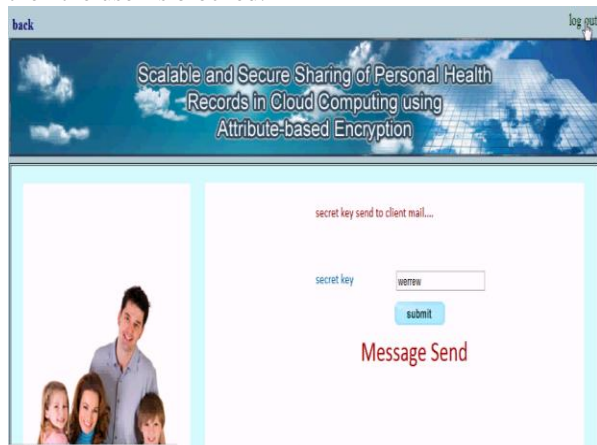 back
log out
Scalable and Secure Sharing of Personal Health
Records in Cloud Computing using
Attribute-based Encryption
secret key send to client mail....
secret key
werrew
submit
Message Send